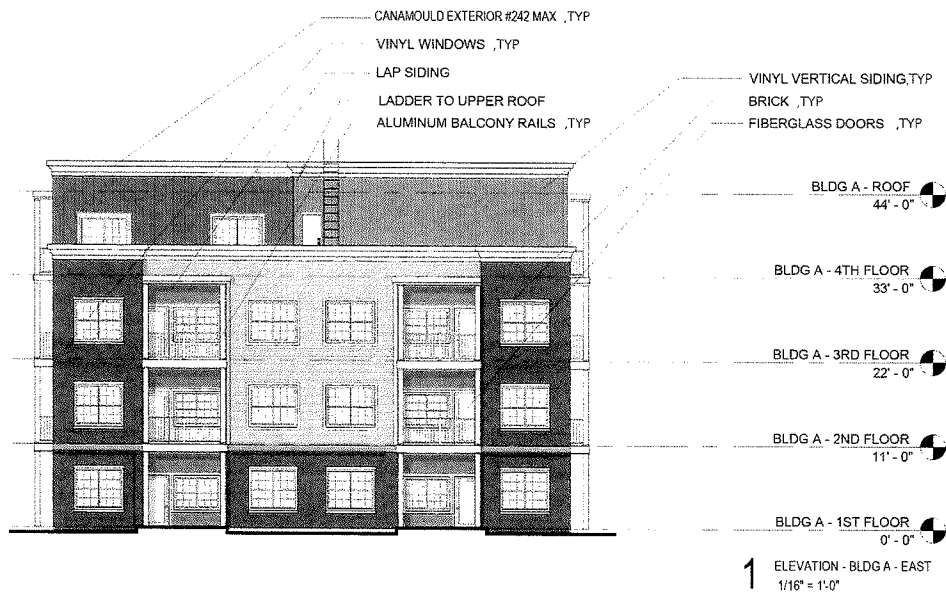 CANAMOULD EXTERIOR #242 MAX ,TYP
VINYL WINDOWS ,TYP
LAP SIDING
LADDER TO UPPER ROOF
ALUMINUM BALCONY RAILS ,TYP
VINYL VERTICAL SIDING,TYP
BRICK ,TYP
FIBERGLASS DOORS ,TYP
BLDG A - ROOF
44' - 0"
BLDG A - 4TH FLOOR
33' - 0"
BLDG A - 3RD FLOOR
22' - 0"
BLDG A - 2ND FLOOR
11' - 0"
BLDG A - 1ST FLOOR
0' - 0"
1 ELEVATION - BLDG A - EAST
1/16" = 1'-0"